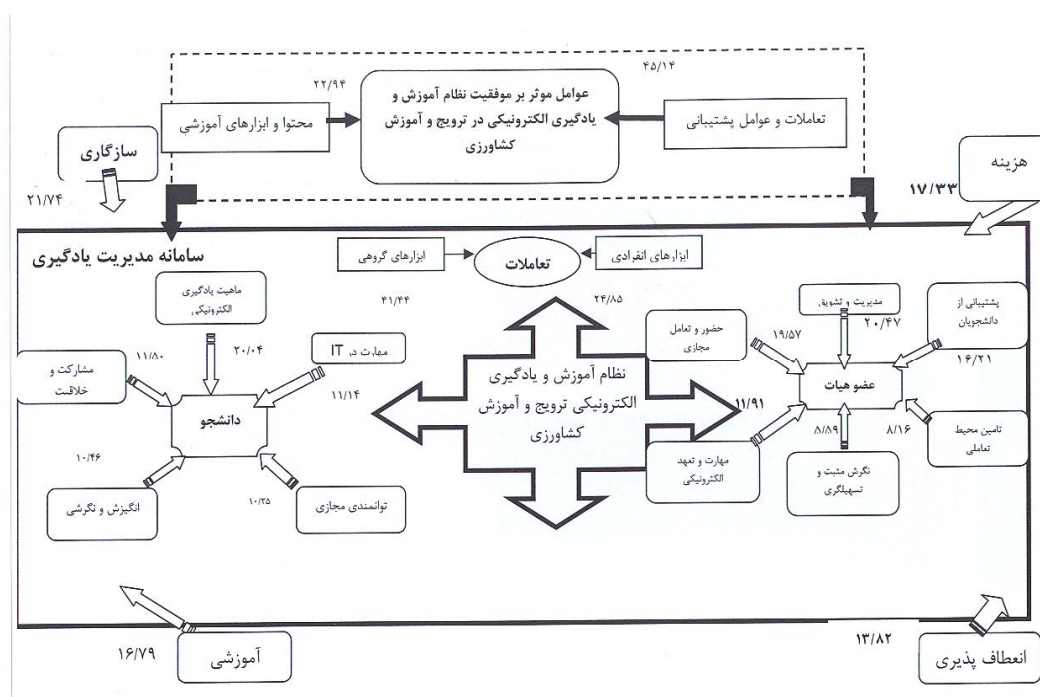 ۴۵/۱۴
۲۲/۹۴
عوامل موثر بر موفقیت نظام آموزش و
یادگیری الکترونیکی در ترویج و آموزش
کشاورزی
تعاملات و عوامل پشتیبانی
محتوا و ابزارهای آموزشی
هزینه
۱۷/۳۳
سازگاری
۲۱/۷۴
سامانه مدیریت یادگیری
ابزارهای انفرادی
تعاملات
ابزارهای گروهی
۲۴/۸۵
۴۱/۴۴
پشتیبانی از
دانشجویان
۱۶/۲۱
مدیریت و تشویق
۲۰/۴۷
حضور و تعامل
مجازی
۱۹/۵۷
عضو هیات
تامین محیط
تعاملی
۸/۱۶
نگرش مثبت و
تسهیلگری
۵/۸۹
مهارت و تعهد
الکترونیکی
۱۱/۹۱
نظام آموزش و یادگیری
الکترونیکی ترویج و آموزش
کشاورزی
ماهیت یادگیری
الکترونیکی
۲۰/۰۴
مهارت در IT
۱۱/۱۴
مشارکت و
خلاقیت
۱۱/۸۰
دانشجو
توانمندی مجازی
۱۰/۲۵
انگیزش و نگرشی
۱۰/۴۶
انعطاف پذیری
۱۳/۸۲
آموزشی
۱۶/۷۹